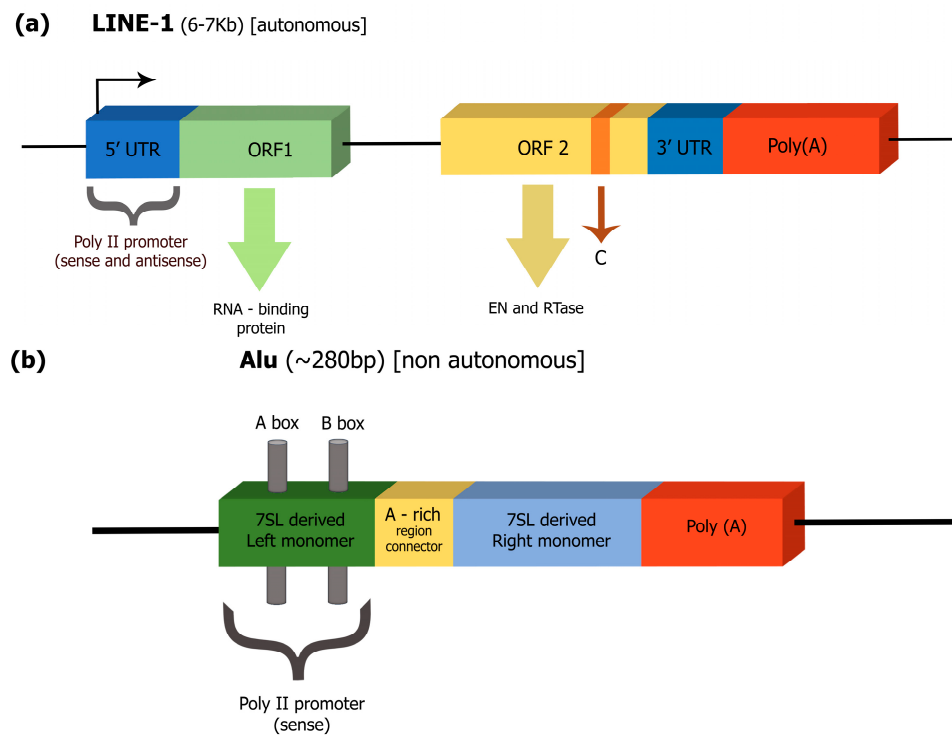 (a) LINE-1 (6-7Kb) [autonomous]
5′ UTR
ORF1
ORF 2
3′ UTR
Poly(A)
Poly II promoter
(sense and antisense)
RNA - binding
protein
EN and RTase
C
(b) Alu (~280bp) [non autonomous]
A box
B box
7SL derived
Left monomer
A - rich
region
connector
7SL derived
Right monomer
Poly (A)
Poly II promoter
(sense)